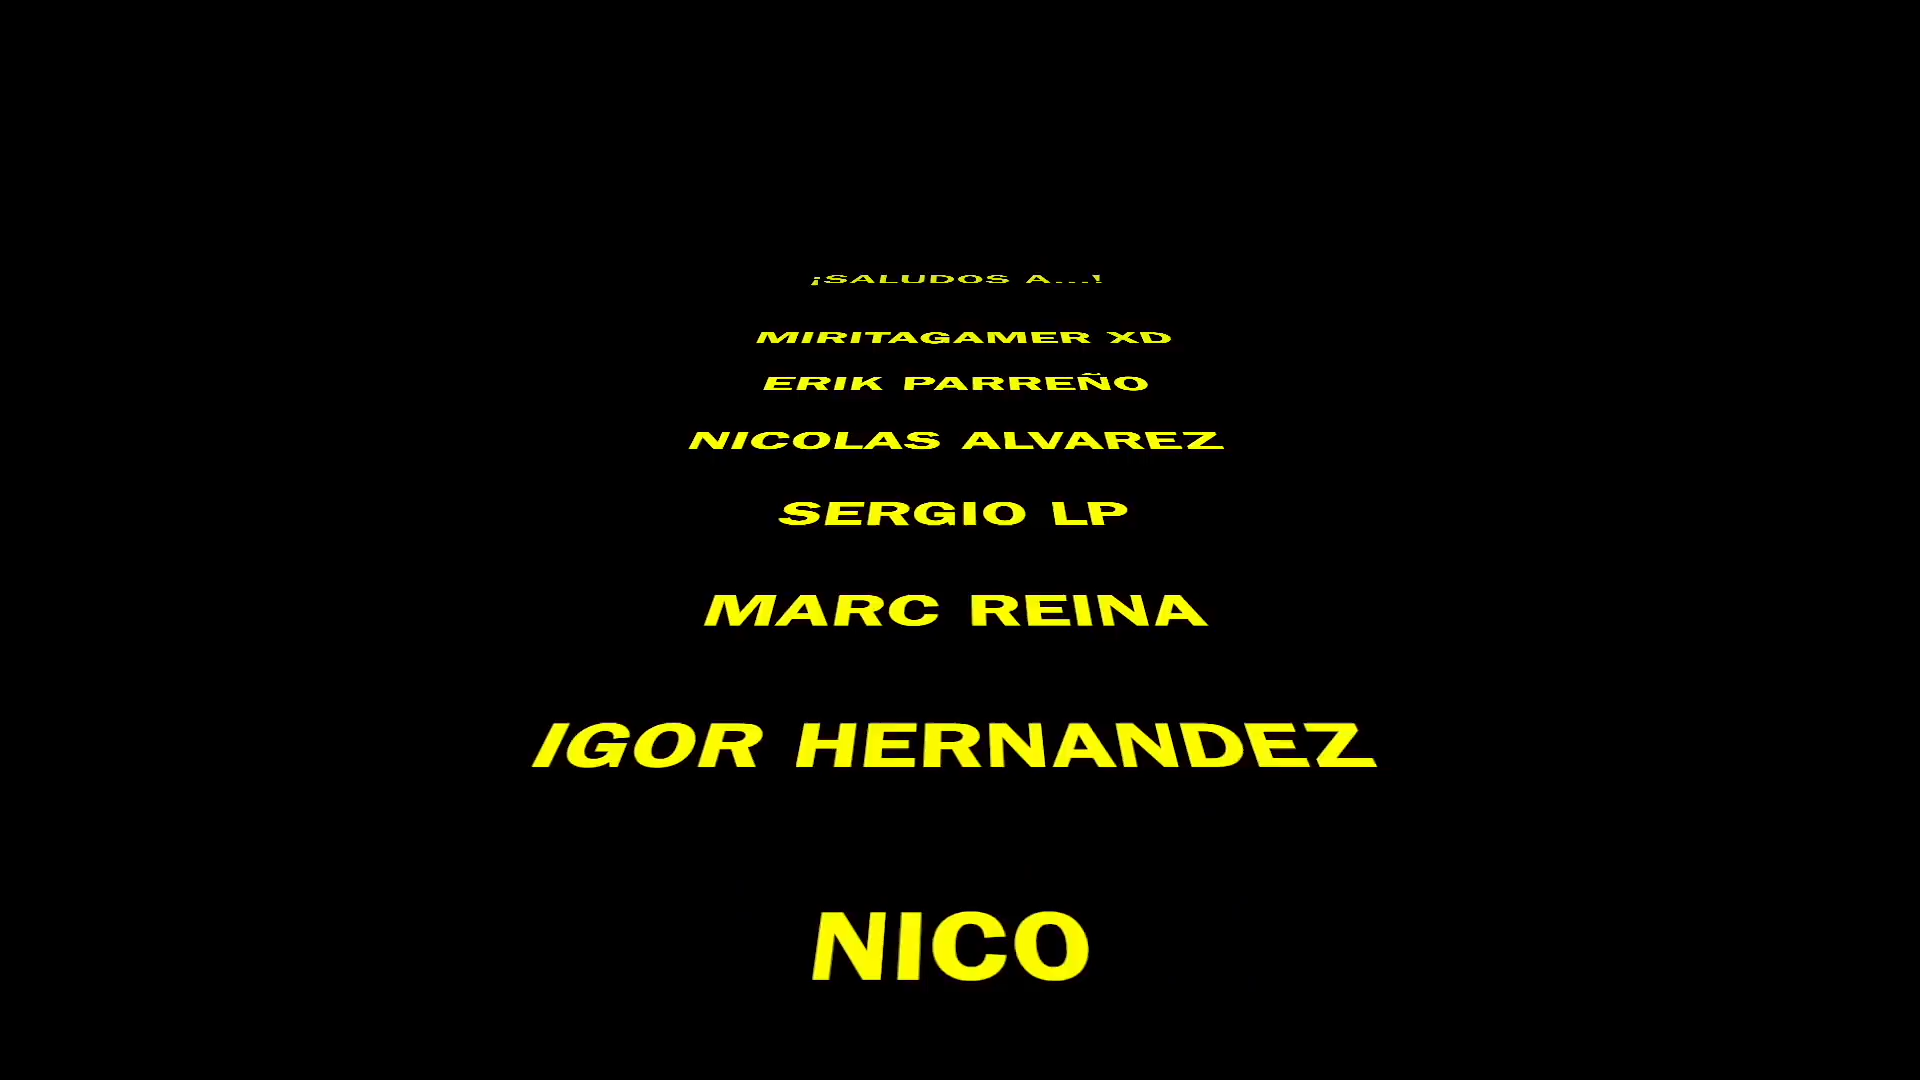 ¡SALUDOS A...!
MIRITAGAMER XD
ERIK PARREÑO
NICOLAS ALVAREZ
SERGIO LP
MARC REINA
IGOR HERNANDEZ
NICO